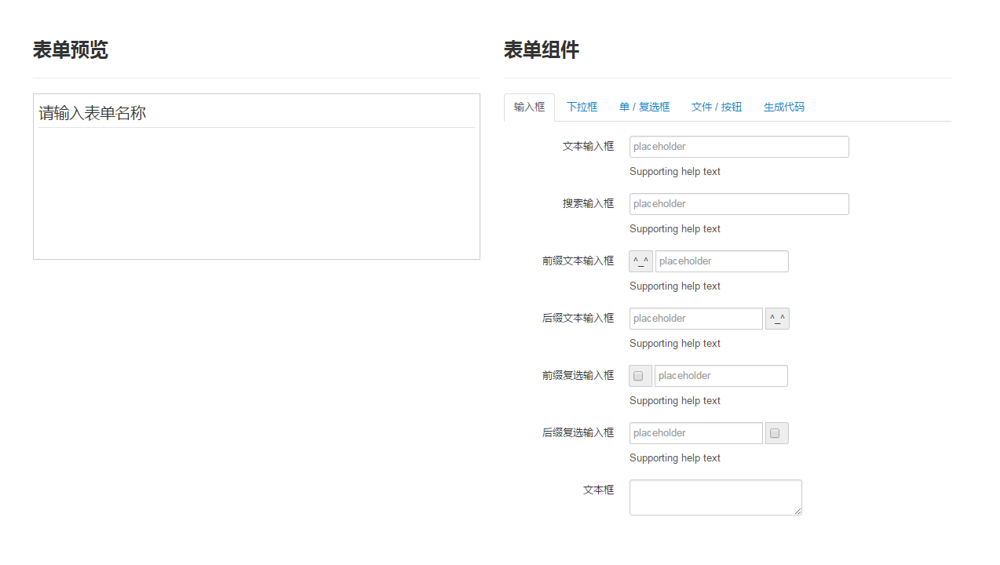 表单预览
请输入表单名称
表单组件
输入框 下拉框 单 / 复选框 文件 / 按钮 生成代码
文本输入框 placeholder
Supporting help text
搜索输入框 placeholder
Supporting help text
前缀文本输入框 ^_^ placeholder
Supporting help text
后缀文本输入框 placeholder ^_^
Supporting help text
前缀复选输入框 placeholder
Supporting help text
后缀复选输入框 placeholder
Supporting help text
文本框